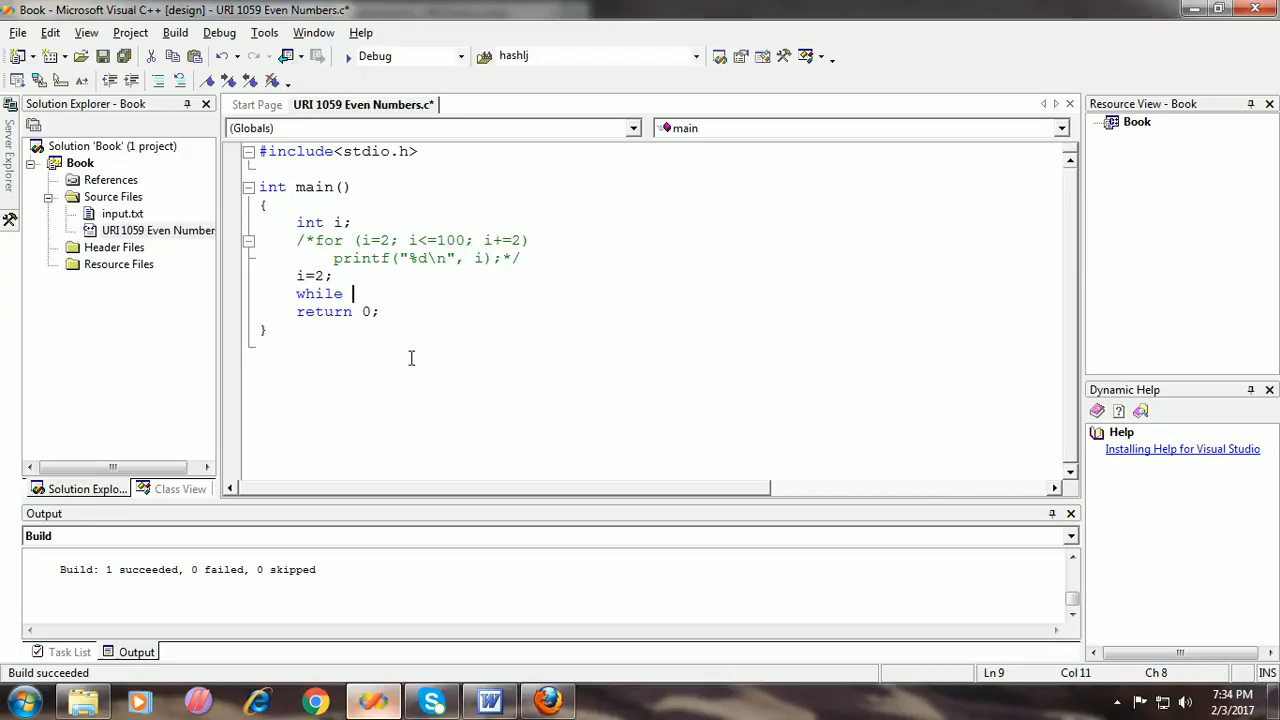 Book - Microsoft Visual C++ [design] - URI 1059 Even Numbers.c*
File Edit View Project Build Debug Tools Window Help
Debug hashlj
Solution Explorer - Book
Start Page URI 1059 Even Numbers.c*
Resource View - Book
Server Explorer
(Globals) main
Book
Solution 'Book' (1 project)
Book
References
Source Files
input.txt
URI 1059 Even Number
Header Files
Resource Files
#include<stdio.h>
int main()
{
int i;
/*for (i=2; i<=100; i+=2)
printf("%d\n", i);*/
i=2;
while
return 0;
}
Dynamic Help
Help
Installing Help for Visual Studio
Solution Explo... Class View
Output
Build
Build: 1 succeeded, 0 failed, 0 skipped
Task List Output
Build succeeded Ln 9 Col 11 Ch 8 INS
7:34 PM
2/3/2017